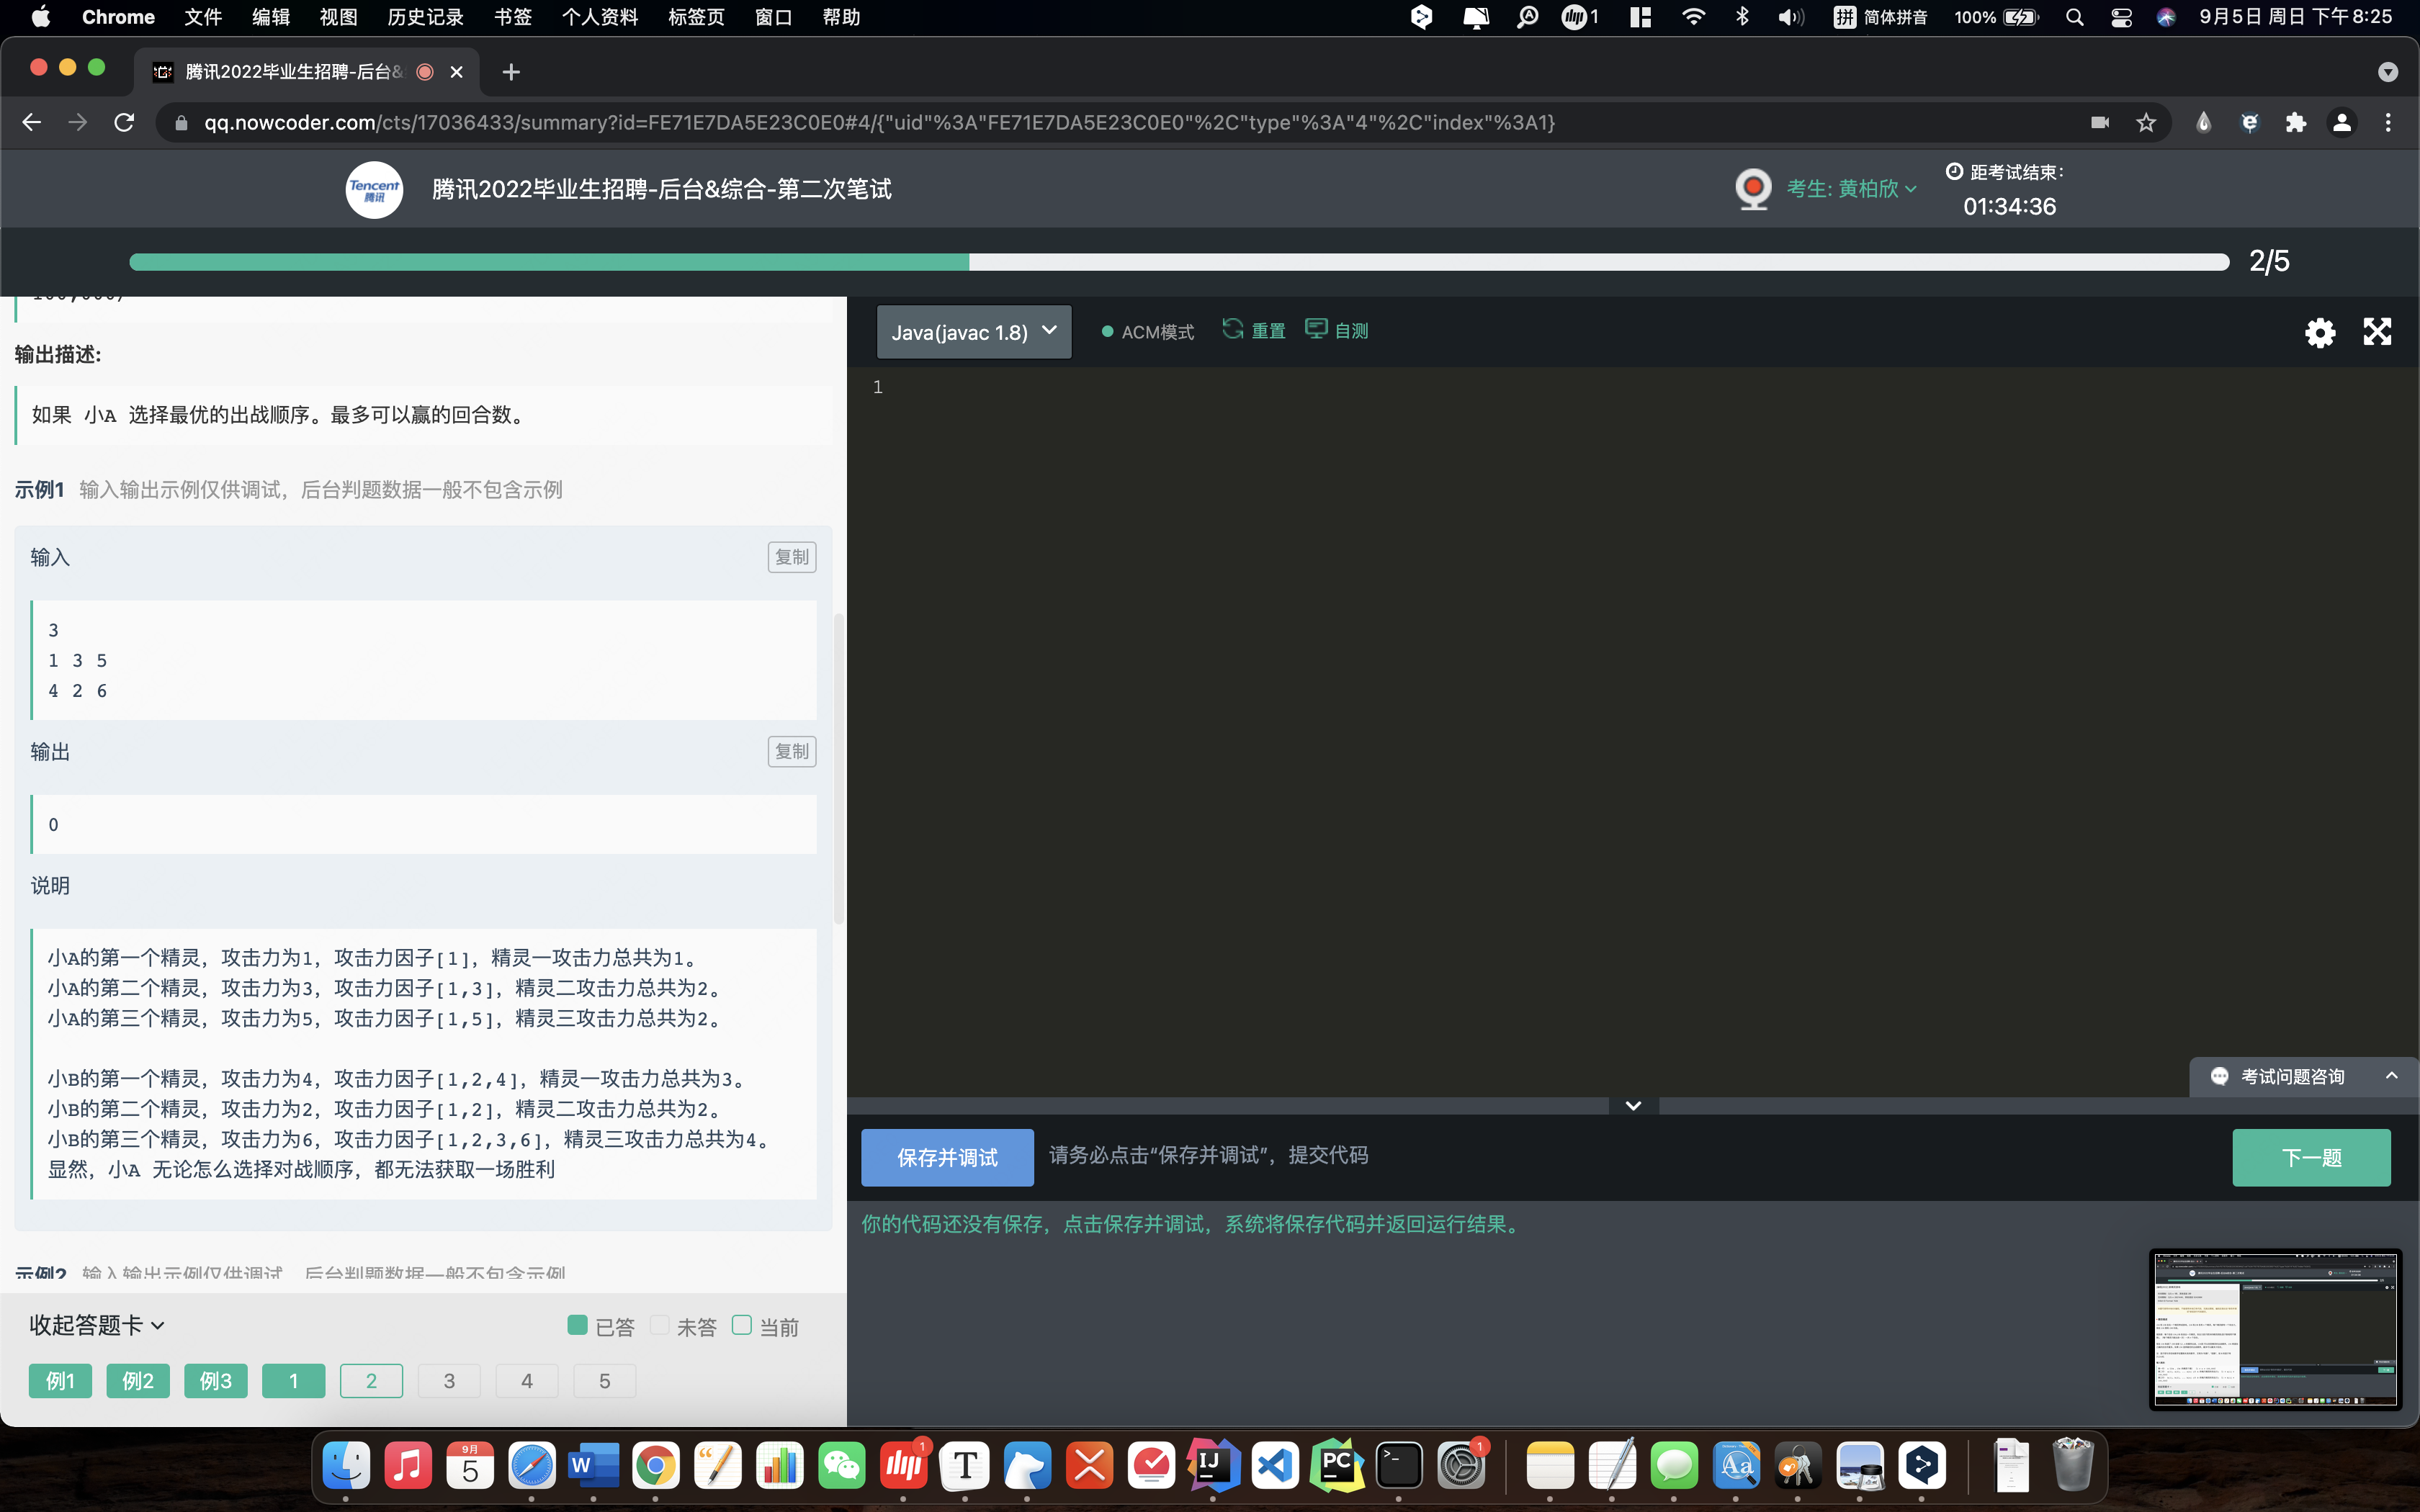 Chrome 文件 编辑 视图 历史记录 书签 个人资料 标签页 窗口 帮助 1 拼 简体拼音 100% 9月5日 周日 下午8:25
腾讯2022毕业生招聘-后台&
qq.nowcoder.com/cts/17036433/summary?id=FE71E7DA5E23C0E0#4/{"uid"%3A"FE71E7DA5E23C0E0"%2C"type"%3A"4"%2C"index"%3A1}
Tencent
腾讯
腾讯2022毕业生招聘-后台&综合-第二次笔试
考生: 黄柏欣
距考试结束:
01:34:36
2/5
输出描述:
如果 小A 选择最优的出战顺序。最多可以赢的回合数。
示例1 输入输出示例仅供调试，后台判题数据一般不包含示例
输入
复制
3
1 3 5
4 2 6
输出
复制
0
说明
小A的第一个精灵，攻击力为1，攻击力因子[1]，精灵一攻击力总共为1。
小A的第二个精灵，攻击力为3，攻击力因子[1,3]，精灵二攻击力总共为2。
小A的第三个精灵，攻击力为5，攻击力因子[1,5]，精灵三攻击力总共为2。
小B的第一个精灵，攻击力为4，攻击力因子[1,2,4]，精灵一攻击力总共为3。
小B的第二个精灵，攻击力为2，攻击力因子[1,2]，精灵二攻击力总共为2。
小B的第三个精灵，攻击力为6，攻击力因子[1,2,3,6]，精灵三攻击力总共为4。
显然，小A 无论怎么选择对战顺序，都无法获取一场胜利
示例2 输入输出示例仅供调试，后台判题数据一般不包含示例
收起答题卡
已答 未答 当前
例1 例2 例3 1 2 3 4 5
Java(javac 1.8)
ACM模式 重置 自测
1
考试问题咨询
保存并调试
请务必点击“保存并调试”，提交代码
下一题
你的代码还没有保存，点击保存并调试，系统将保存代码并返回运行结果。
9月
5
W
1
T
IJ
PC
1
Aa